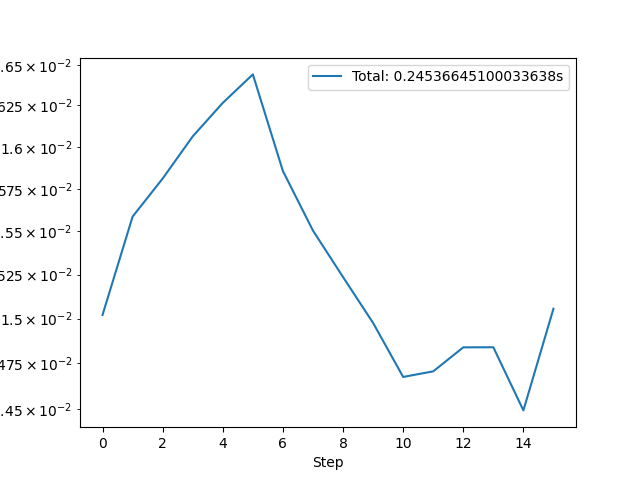 Total: 0.24536645100033638s
.65 × 10⁻²
625 × 10⁻²
1.6 × 10⁻²
575 × 10⁻²
.55 × 10⁻²
525 × 10⁻²
1.5 × 10⁻²
475 × 10⁻²
.45 × 10⁻²
0 2 4 6 8 10 12 14
Step